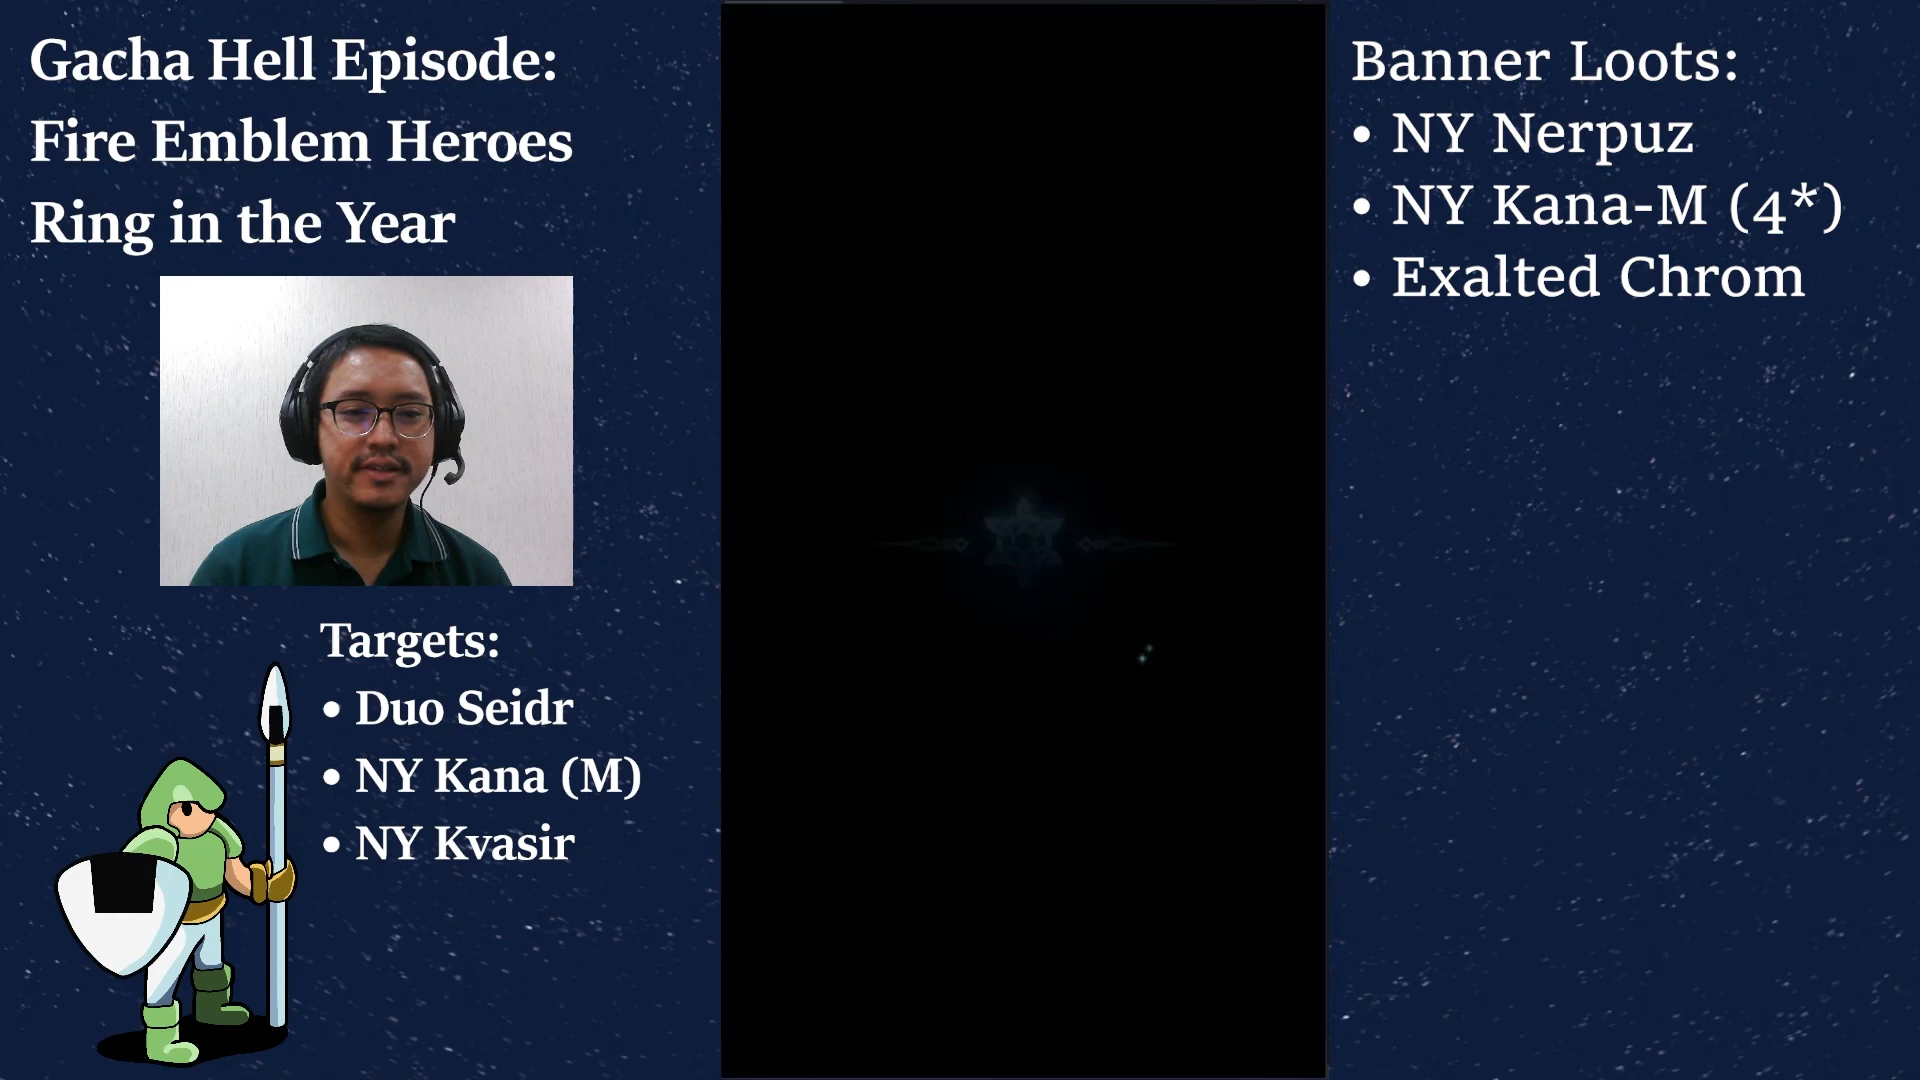 Gacha Hell Episode:
Fire Emblem Heroes
Ring in the Year
Targets:
• Duo Seidr
• NY Kana (M)
• NY Kvasir
Banner Loots:
• NY Nerpuz
• NY Kana-M (4*)
• Exalted Chrom